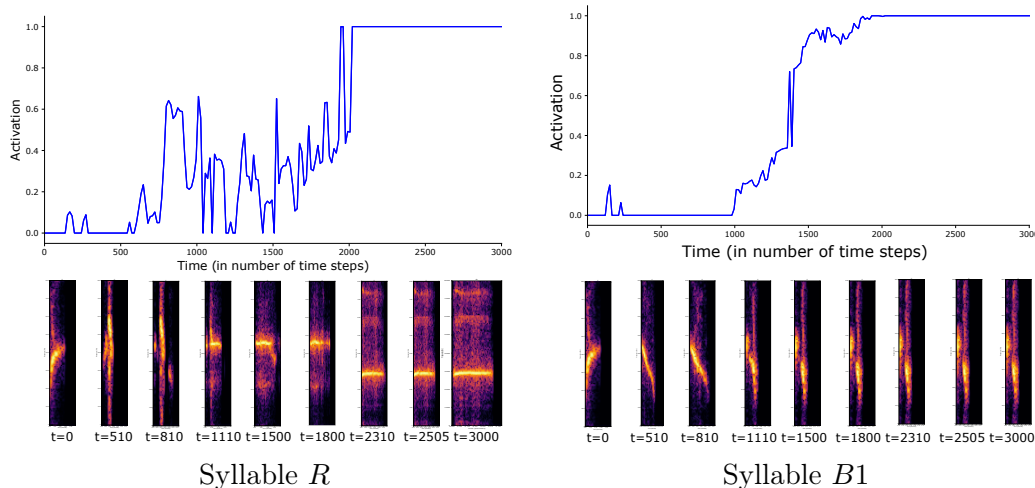 1.0
0.8
0.6
0.4
0.2
0.0
Activation
0 500 1000 1500 2000 2500 3000
Time (in number of time steps)
t=0 t=510 t=810 t=1110 t=1500 t=1800 t=2310 t=2505 t=3000
Syllable R
1.0
0.8
0.6
0.4
0.2
0.0
Activation
0 500 1000 1500 2000 2500 3000
Time (in number of time steps)
t=0 t=510 t=810 t=1110 t=1500 t=1800 t=2310 t=2505 t=3000
Syllable B1